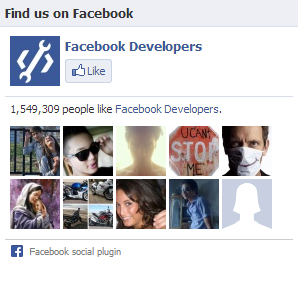 Find us on Facebook
Facebook Developers
Like
1,549,309 people like Facebook Developers.
U CAN'T
STOP
ME
Facebook social plugin